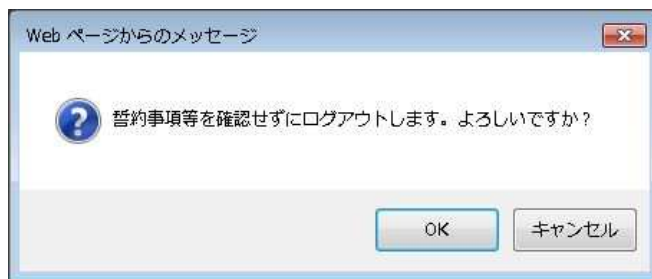 Web ページからのメッセージ
誓約事項等を確認せずにログアウトします。よろしいですか?
OK
キャンセル